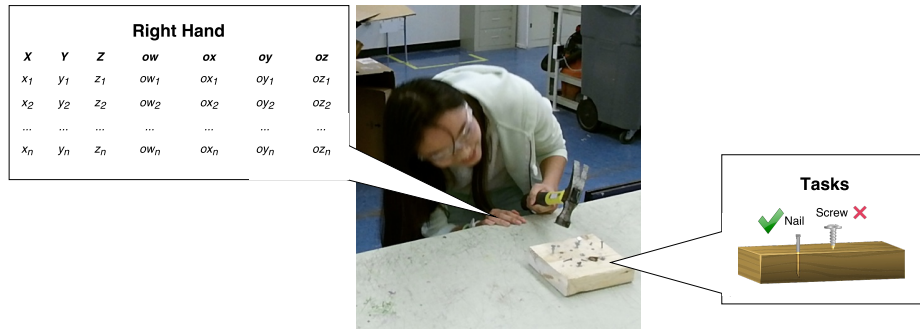 Right Hand
X Y Z ow ox oy oz
x1 y1 z1 ow1 ox1 oy1 oz1
x2 y2 z2 ow2 ox2 oy2 oz2
... ... ... ... ... ... ...
xn yn zn own oxn oyn ozn
Tasks
Nail
Screw